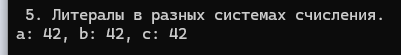 5. Литералы в разных системах счисления.
a: 42, b: 42, c: 42